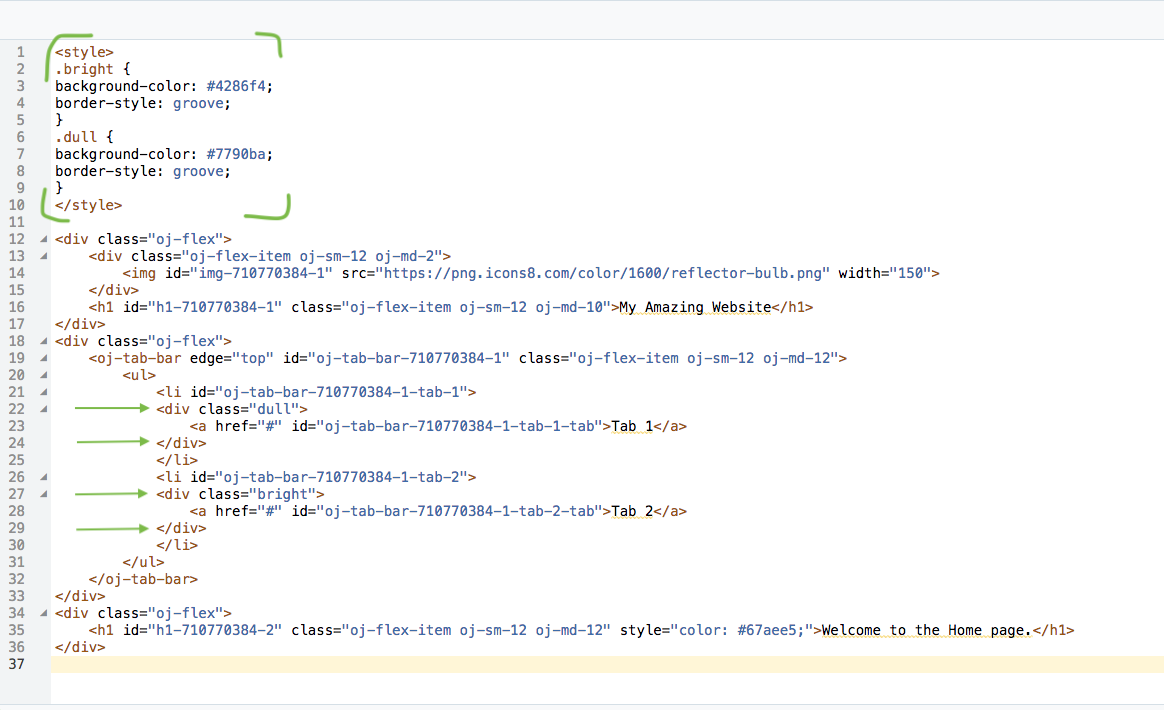 1 <style>
2 .bright {
3 background-color: #4286f4;
4 border-style: groove;
5 }
6 .dull {
7 background-color: #7790ba;
8 border-style: groove;
9 }
10 </style>
11
12 <div class="oj-flex">
13 <div class="oj-flex-item oj-sm-12 oj-md-2">
14 <img id="img-710770384-1" src="https://png.icons8.com/color/1600/reflector-bulb.png" width="150">
15 </div>
16 <h1 id="h1-710770384-1" class="oj-flex-item oj-sm-12 oj-md-10">My Amazing Website</h1>
17 </div>
18 <div class="oj-flex">
19 <oj-tab-bar edge="top" id="oj-tab-bar-710770384-1" class="oj-flex-item oj-sm-12 oj-md-12">
20 <ul>
21 <li id="oj-tab-bar-710770384-1-tab-1">
22 <div class="dull">
23 <a href="#" id="oj-tab-bar-710770384-1-tab-1-tab">Tab 1</a>
24 </div>
25 </li>
26 <li id="oj-tab-bar-710770384-1-tab-2">
27 <div class="bright">
28 <a href="#" id="oj-tab-bar-710770384-1-tab-2-tab">Tab 2</a>
29 </div>
30 </li>
31 </ul>
32 </oj-tab-bar>
33 </div>
34 <div class="oj-flex">
35 <h1 id="h1-710770384-2" class="oj-flex-item oj-sm-12 oj-md-12" style="color: #67aee5;">Welcome to the Home page.</h1>
36 </div>
37